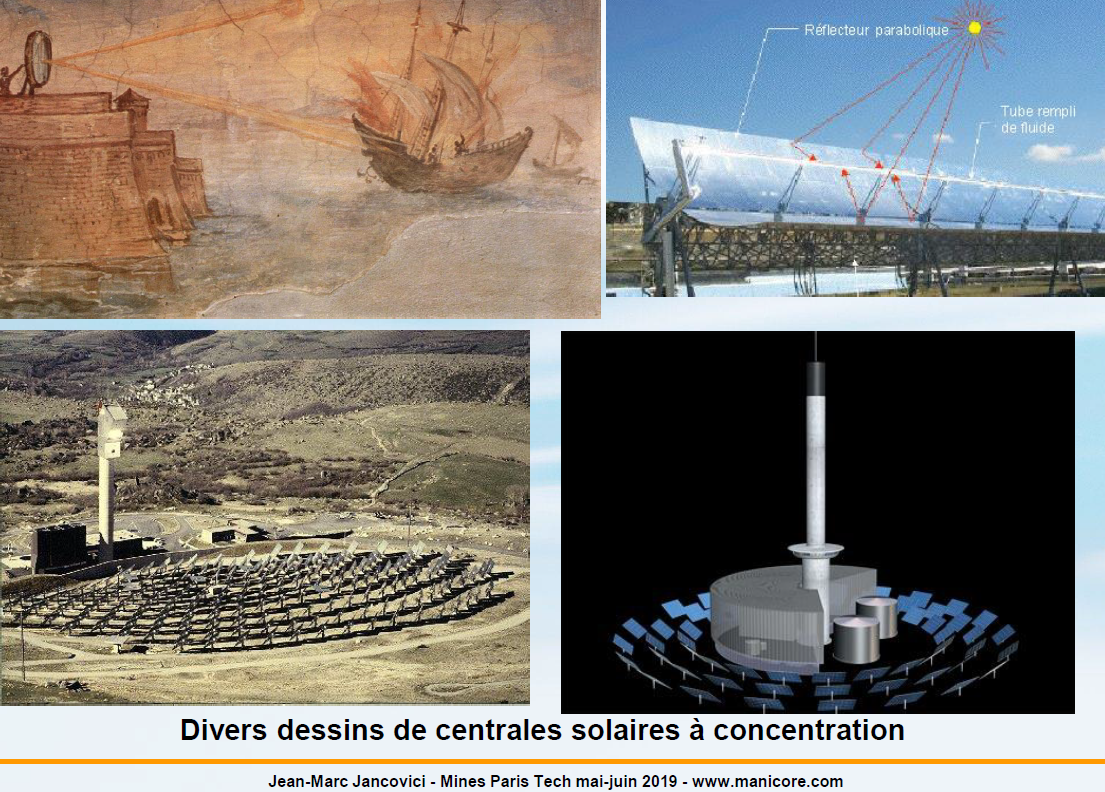 Réflecteur parabolique
Tube rempli
de fluide
Divers dessins de centrales solaires à concentration
Jean-Marc Jancovici - Mines Paris Tech mai-juin 2019 - www.manicore.com